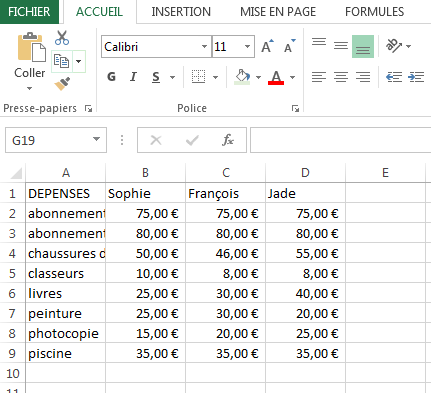 FICHIER ACCUEIL INSERTION MISE EN PAGE FORMULES
Calibri 11 A A
Coller
G I S A
Presse-papiers Police
G19 fx
A B C D E
1 DEPENSES Sophie François Jade
2 abonnement 75,00 € 75,00 € 75,00 €
3 abonnement 80,00 € 80,00 € 80,00 €
4 chaussures d 50,00 € 46,00 € 55,00 €
5 classeurs 10,00 € 8,00 € 8,00 €
6 livres 25,00 € 30,00 € 40,00 €
7 peinture 25,00 € 30,00 € 20,00 €
8 photocopie 15,00 € 20,00 € 25,00 €
9 piscine 35,00 € 35,00 € 35,00 €
10
11